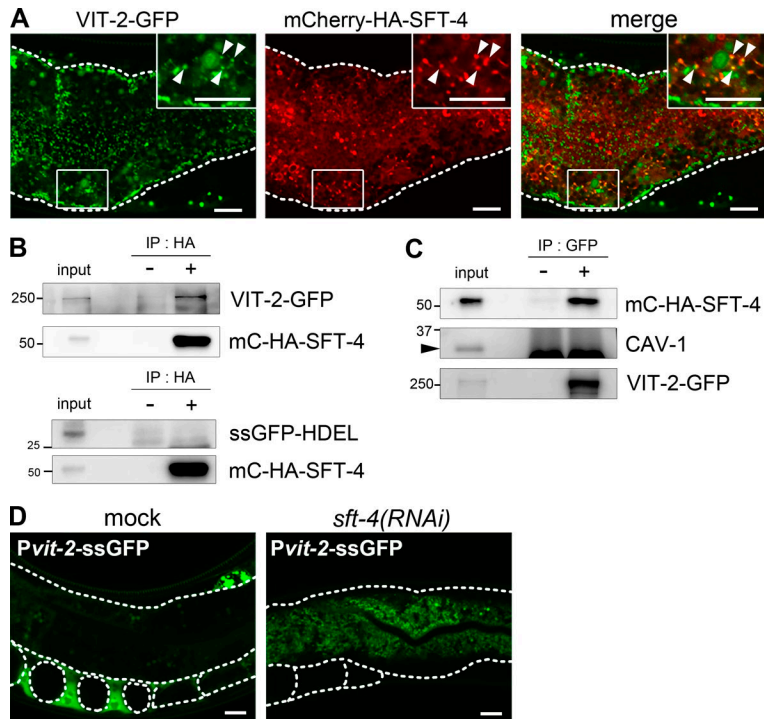 A
VIT-2-GFP
mCherry-HA-SFT-4
merge
B
IP : HA
input - +
250 VIT-2-GFP
50 mC-HA-SFT-4
IP : HA
input - +
25 ssGFP-HDEL
50 mC-HA-SFT-4
C
IP : GFP
input - +
50 mC-HA-SFT-4
37 CAV-1
250 VIT-2-GFP
D
mock
sft-4(RNAi)
Pvit-2-ssGFP
Pvit-2-ssGFP